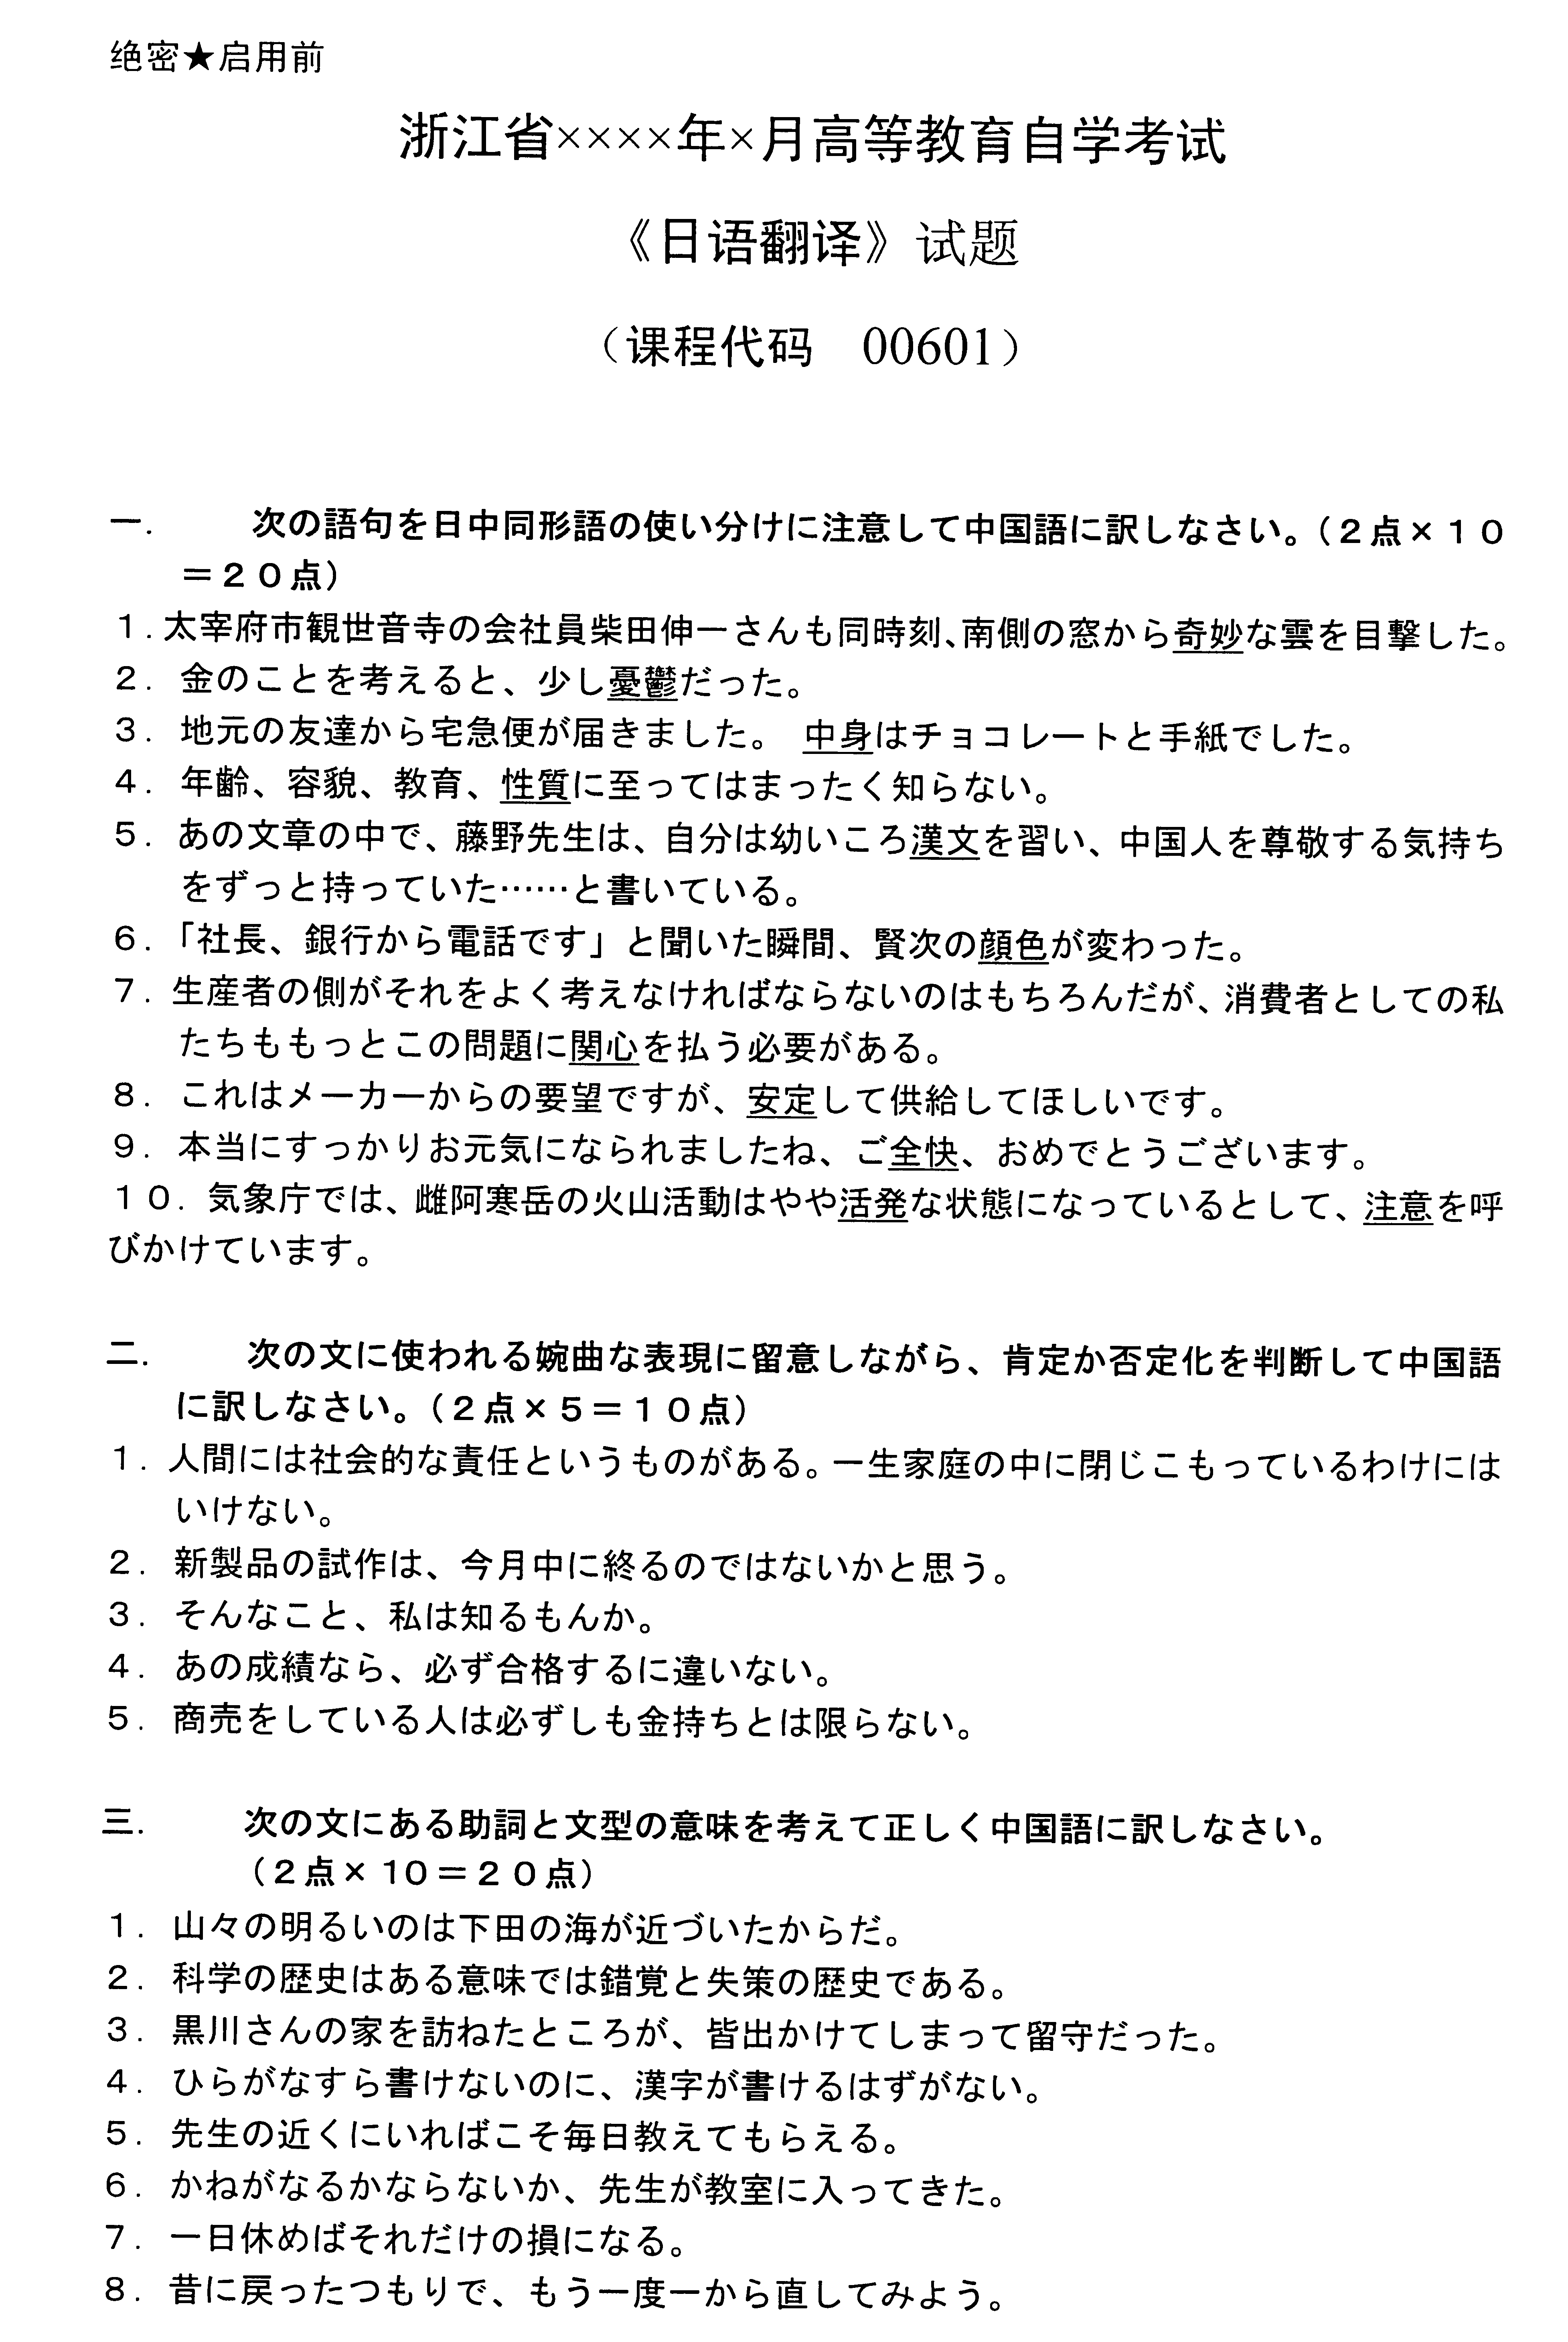 绝密★启用前
浙江省××××年×月高等教育自学考试
《日语翻译》试题
（课程代码　00601）
一．　　次の語句を日中同形語の使い分けに注意して中国語に訳しなさい。（２点×１０
＝２０点）
１．太宰府市観世音寺の会社員柴田伸一さんも同時刻、南側の窓から奇妙な雲を目撃した。
２．金のことを考えると、少し憂鬱だった。
３．地元の友達から宅急便が届きました。　中身はチョコレートと手紙でした。
４．年齢、容貌、教育、性質に至ってはまったく知らない。
５．あの文章の中で、藤野先生は、自分は幼いころ漢文を習い、中国人を尊敬する気持ち
をずっと持っていた……と書いている。
６．「社長、銀行から電話です」と聞いた瞬間、賢次の顔色が変わった。
７．生産者の側がそれをよく考えなければならないのはもちろんだが、消費者としての私
たちももっとこの問題に関心を払う必要がある。
８．これはメーカーからの要望ですが、安定して供給してほしいです。
９．本当にすっかりお元気になられましたね、ご全快、おめでとうございます。
１０．気象庁では、雌阿寒岳の火山活動はやや活発な状態になっているとして、注意を呼
びかけています。
二．　　次の文に使われる婉曲な表現に留意しながら、肯定か否定化を判断して中国語
に訳しなさい。（２点×５＝１０点）
１．人間には社会的な責任というものがある。一生家庭の中に閉じこもっているわけには
いけない。
２．新製品の試作は、今月中に終るのではないかと思う。
３．そんなこと、私は知るもんか。
４．あの成績なら、必ず合格するに違いない。
５．商売をしている人は必ずしも金持ちとは限らない。
三．　　次の文にある助詞と文型の意味を考えて正しく中国語に訳しなさい。
（２点×10＝２０点）
１．山々の明るいのは下田の海が近づいたからだ。
２．科学の歴史はある意味では錯覚と失策の歴史である。
３．黒川さんの家を訪ねたところが、皆出かけてしまって留守だった。
４．ひらがなすら書けないのに、漢字が書けるはずがない。
５．先生の近くにいればこそ毎日教えてもらえる。
６．かねがなるかならないか、先生が教室に入ってきた。
７．一日休めばそれだけの損になる。
８．昔に戻ったつもりで、もう一度一から直してみよう。